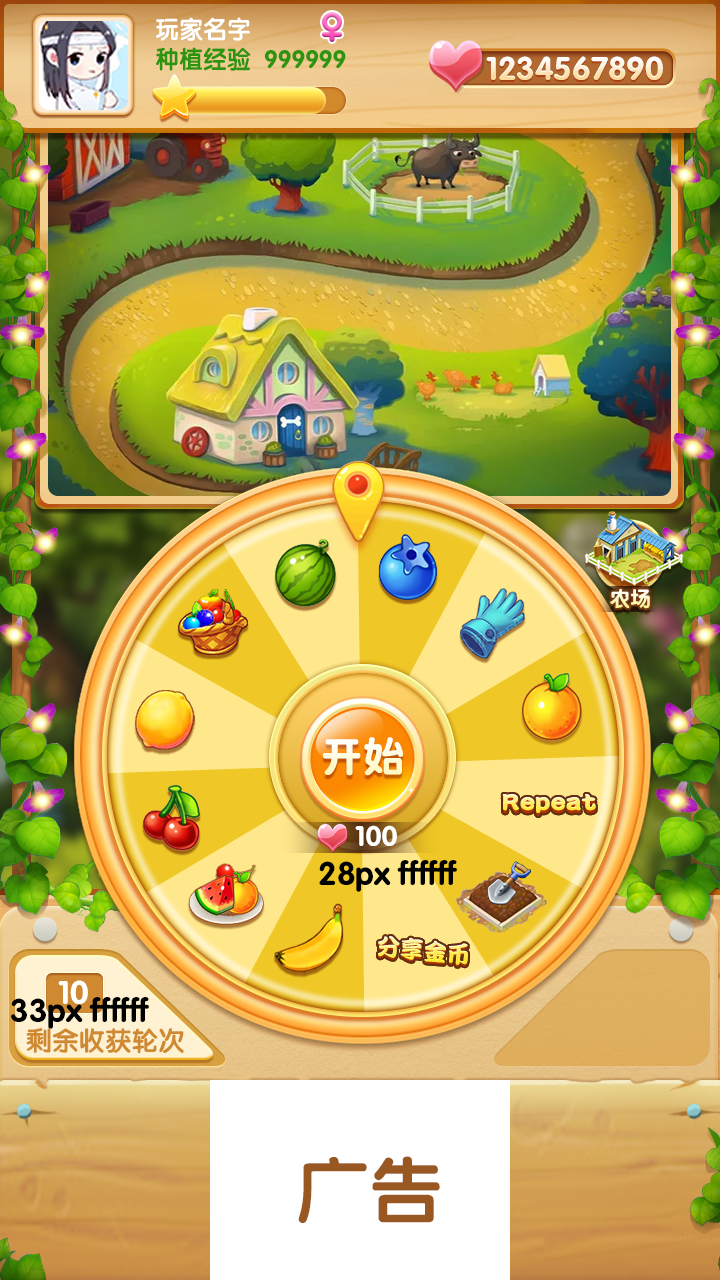 玩家名字
种植经验 999999
1234567890
农场
开始
Repeat
100
28px ffffff
分享金币
10
33px ffffff
剩余收获轮次
广告